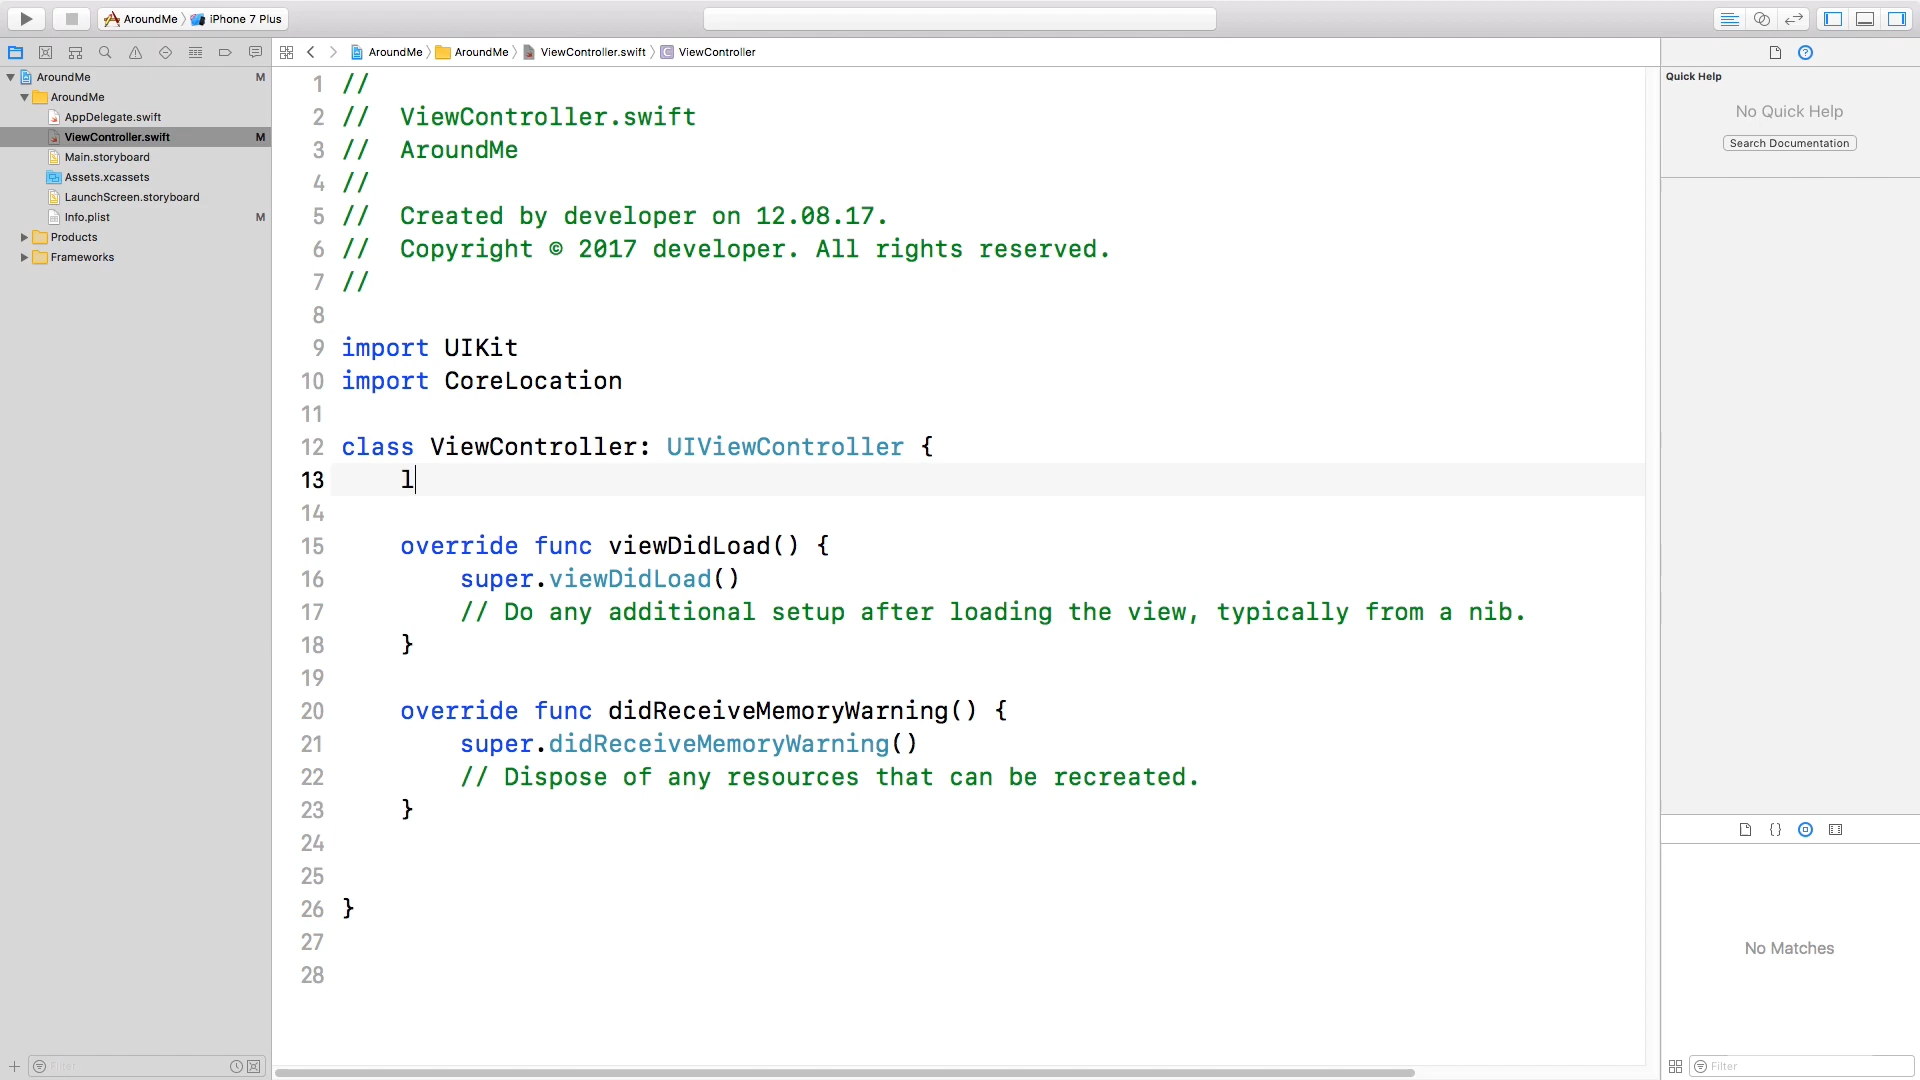 AroundMe iPhone 7 Plus
AroundMe AroundMe ViewController.swift C ViewController
Quick Help
No Quick Help
Search Documentation
AroundMe M
AroundMe
AppDelegate.swift
ViewController.swift M
Main.storyboard
Assets.xcassets
LaunchScreen.storyboard
Info.plist M
Products
Frameworks
1 //
2 //  ViewController.swift
3 //  AroundMe
4 //
5 //  Created by developer on 12.08.17.
6 //  Copyright © 2017 developer. All rights reserved.
7 //
8
9 import UIKit
10 import CoreLocation
11
12 class ViewController: UIViewController {
13     l
14
15     override func viewDidLoad() {
16         super.viewDidLoad()
17         // Do any additional setup after loading the view, typically from a nib.
18     }
19
20     override func didReceiveMemoryWarning() {
21         super.didReceiveMemoryWarning()
22         // Dispose of any resources that can be recreated.
23     }
24
25
26 }
27
28
No Matches
Filter
Filter